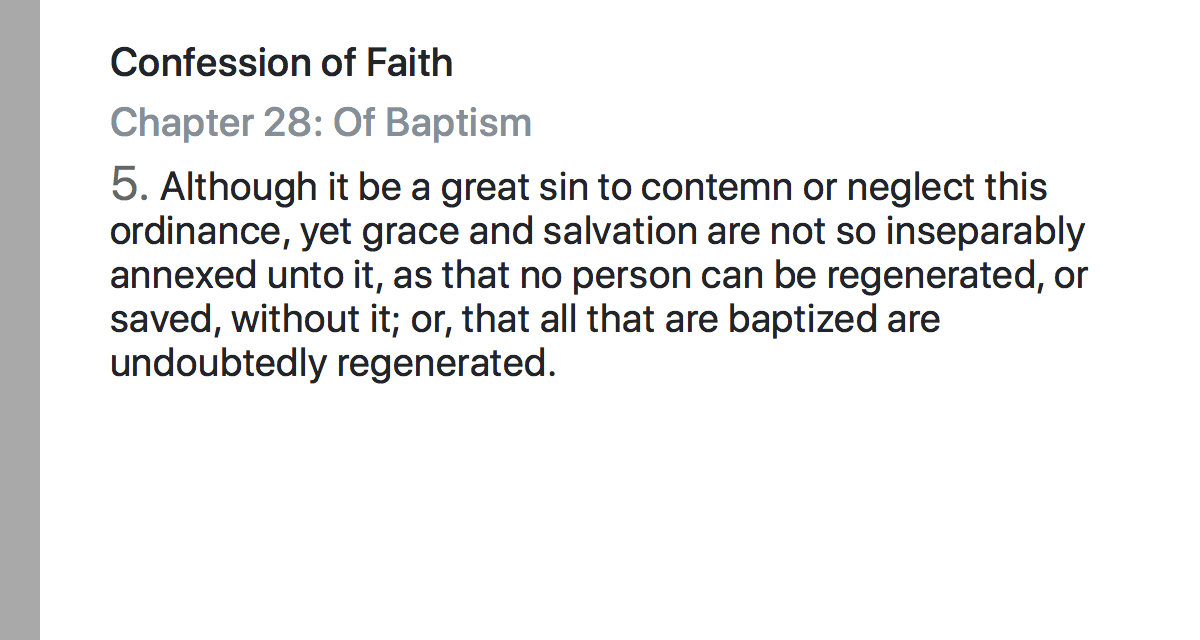 Confession of Faith
Chapter 28: Of Baptism
5. Although it be a great sin to contemn or neglect this
ordinance, yet grace and salvation are not so inseparably
annexed unto it, as that no person can be regenerated, or
saved, without it; or, that all that are baptized are
undoubtedly regenerated.